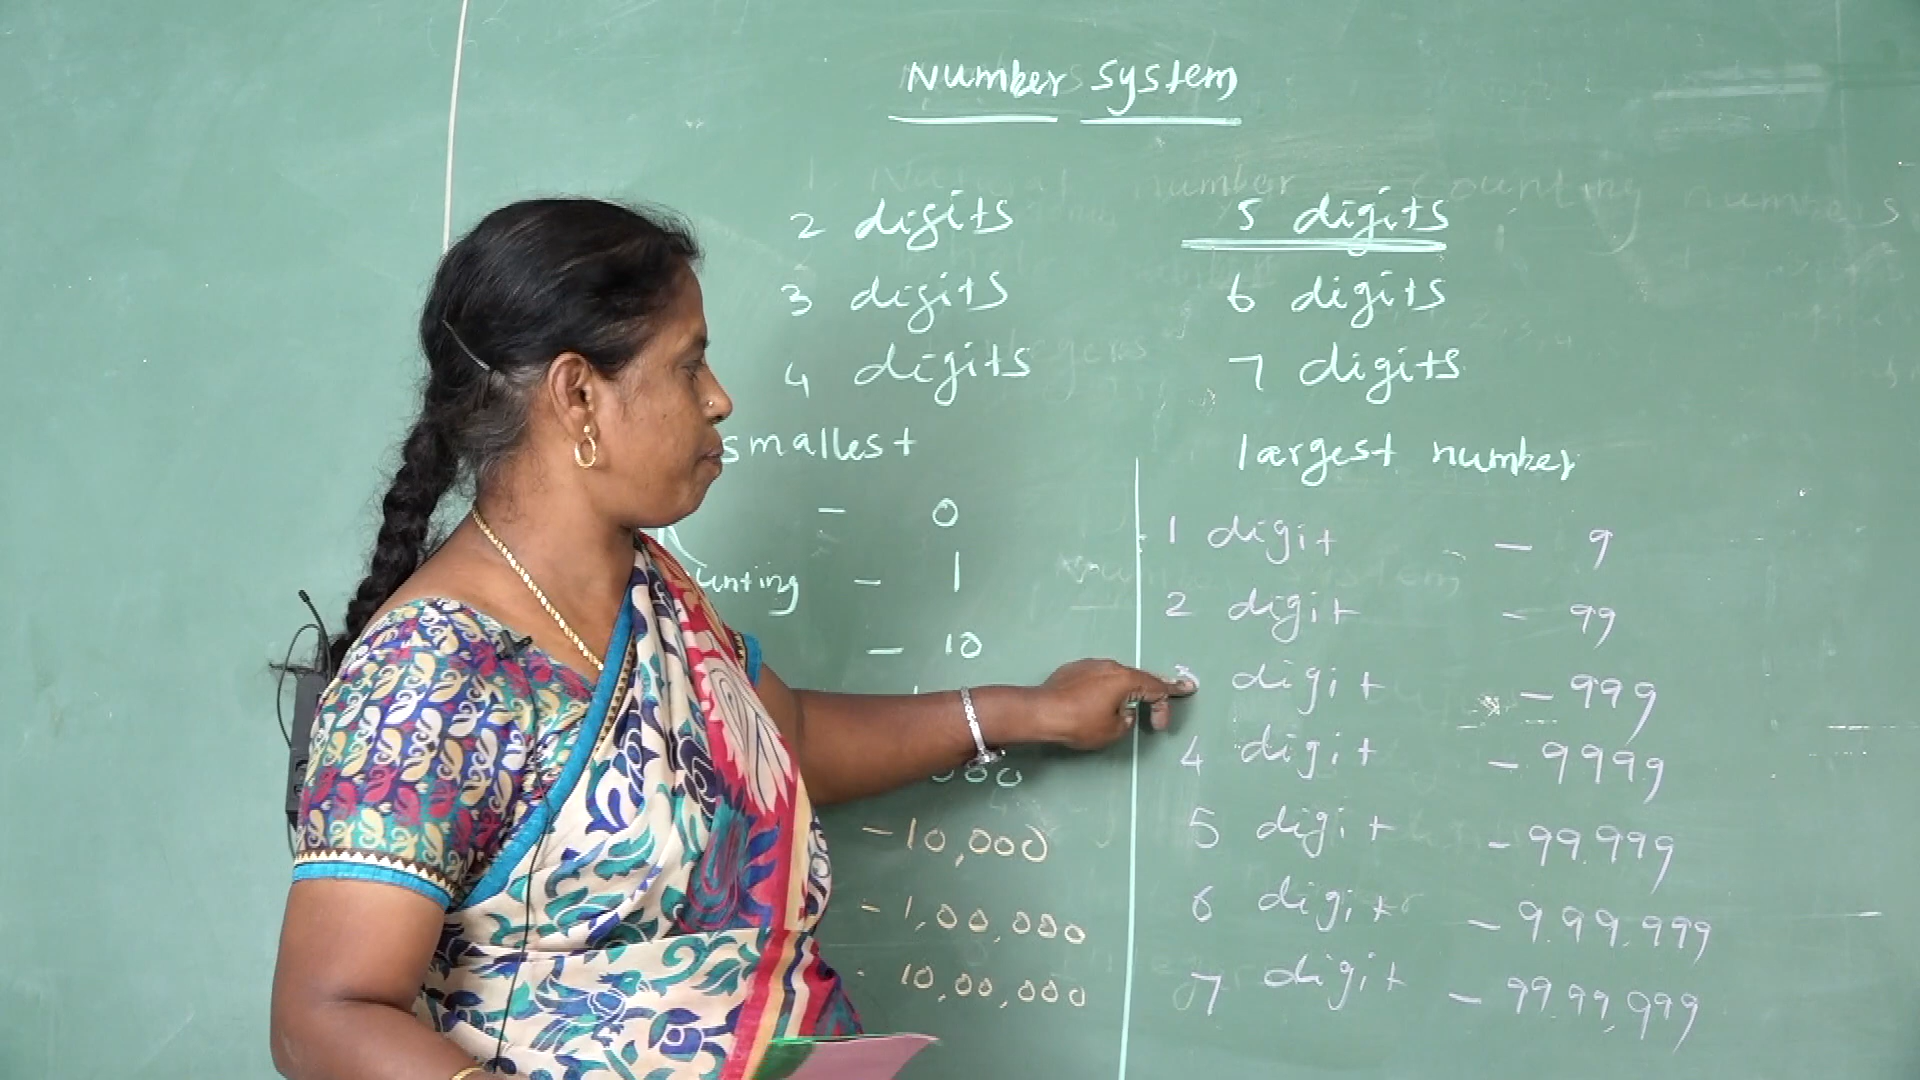 Number System
2 digits 5 digits
3 digits 6 digits
4 digits 7 digits
smallest largest number
- 0 1 digit - 9
unting - 1 2 digit - 99
- 10 3 digit - 999
000 4 digit - 9999
- 10,000 5 digit - 99,999
- 1,00,000 6 digit - 9,99,999
- 10,00,000 7 digit - 99,99,999